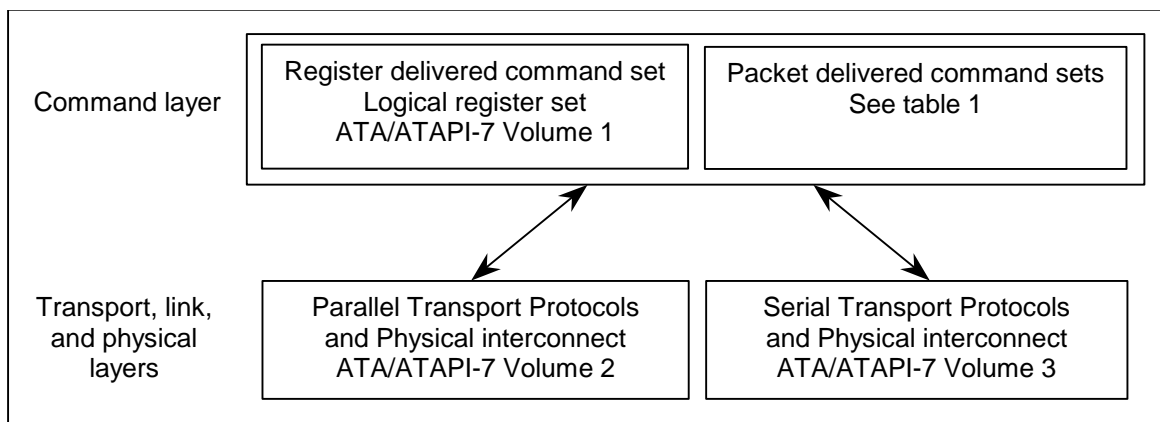 Command layer
Register delivered command set
Logical register set
ATA/ATAPI-7 Volume 1
Packet delivered command sets
See table 1
Transport, link,
and physical
layers
Parallel Transport Protocols
and Physical interconnect
ATA/ATAPI-7 Volume 2
Serial Transport Protocols
and Physical interconnect
ATA/ATAPI-7 Volume 3